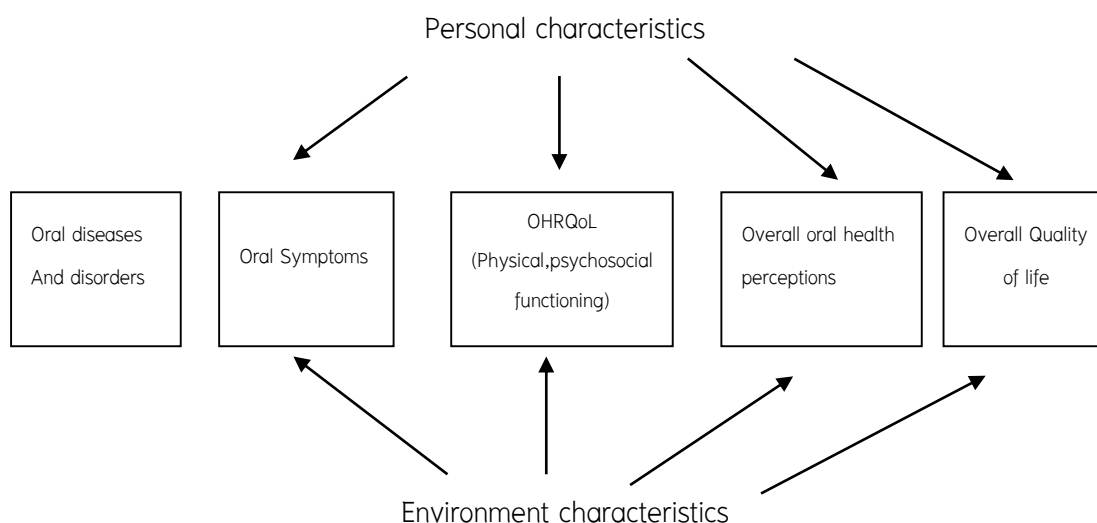 Personal characteristics
Oral diseases
And disorders
Oral Symptoms
OHRQoL
(Physical,psychosocial
functioning)
Overall oral health
perceptions
Overall Quality
of life
Environment characteristics